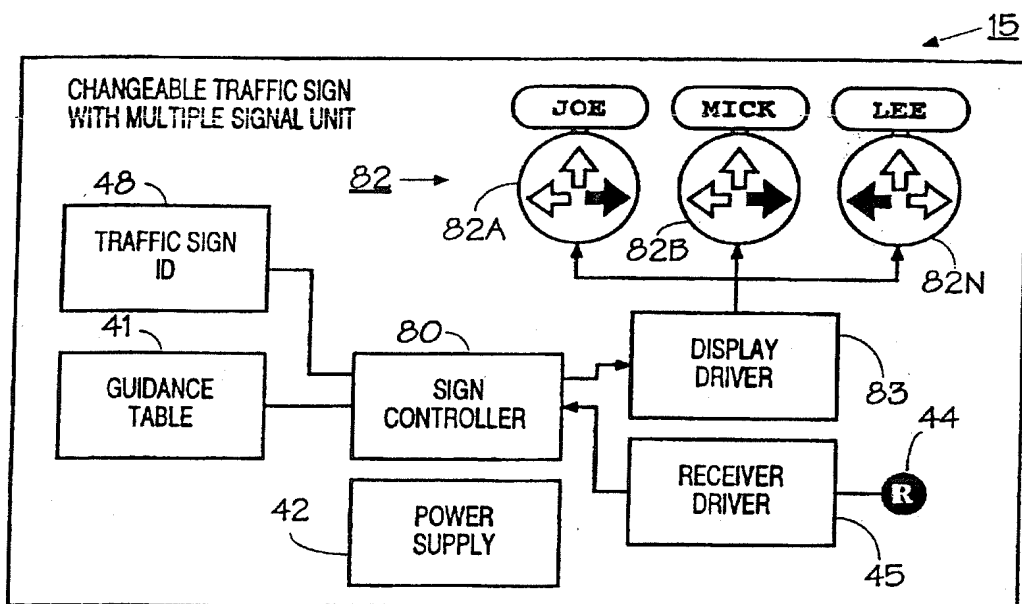 15
CHANGEABLE TRAFFIC SIGN
WITH MULTIPLE SIGNAL UNIT
JOE
MICK
LEE
82
82A
82B
82N
48
TRAFFIC SIGN
ID
41
GUIDANCE
TABLE
80
SIGN
CONTROLLER
DISPLAY
DRIVER
83
44
RECEIVER
DRIVER
R
45
42
POWER
SUPPLY